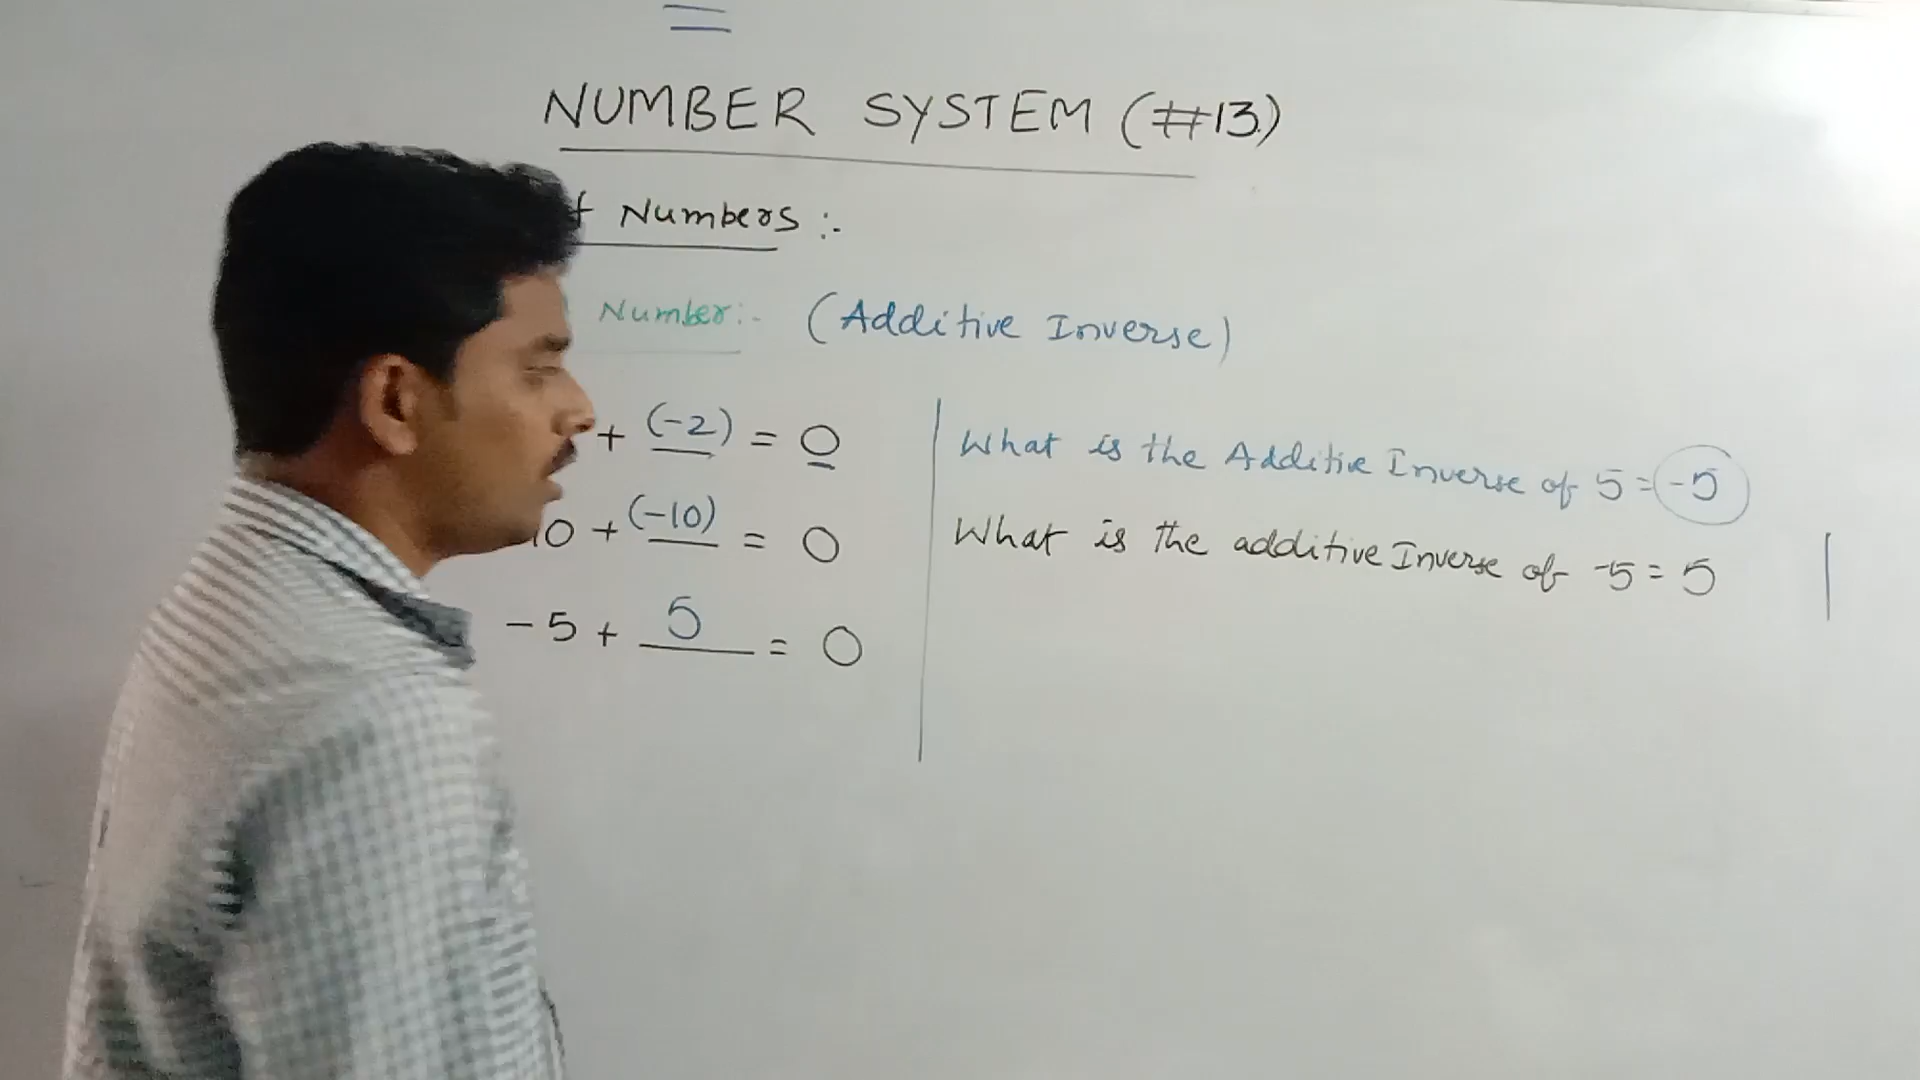 NUMBER SYSTEM (#13)
f Numbers :-
Number:- (Additive Inverse)
+ (-2) = 0
10 + (-10) = 0
-5 + 5 = 0
What is the Additive Inverse of 5 = -5
What is the additive Inverse of -5 = 5